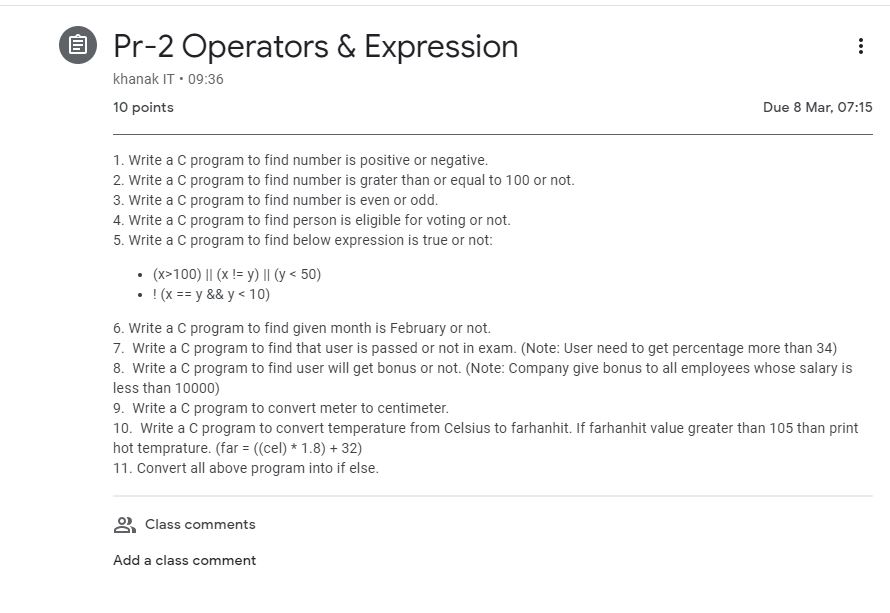 Pr-2 Operators & Expression
khanak IT • 09:36
10 points
Due 8 Mar, 07:15
1. Write a C program to find number is positive or negative.
2. Write a C program to find number is grater than or equal to 100 or not.
3. Write a C program to find number is even or odd.
4. Write a C program to find person is eligible for voting or not.
5. Write a C program to find below expression is true or not:
• (x>100) || (x != y) || (y < 50)
• ! (x == y && y < 10)
6. Write a C program to find given month is February or not.
7.  Write a C program to find that user is passed or not in exam. (Note: User need to get percentage more than 34)
8.  Write a C program to find user will get bonus or not. (Note: Company give bonus to all employees whose salary is
less than 10000)
9.  Write a C program to convert meter to centimeter.
10.  Write a C program to convert temperature from Celsius to farhanhit. If farhanhit value greater than 105 than print
hot temprature. (far = ((cel) * 1.8) + 32)
11. Convert all above program into if else.
Class comments
Add a class comment